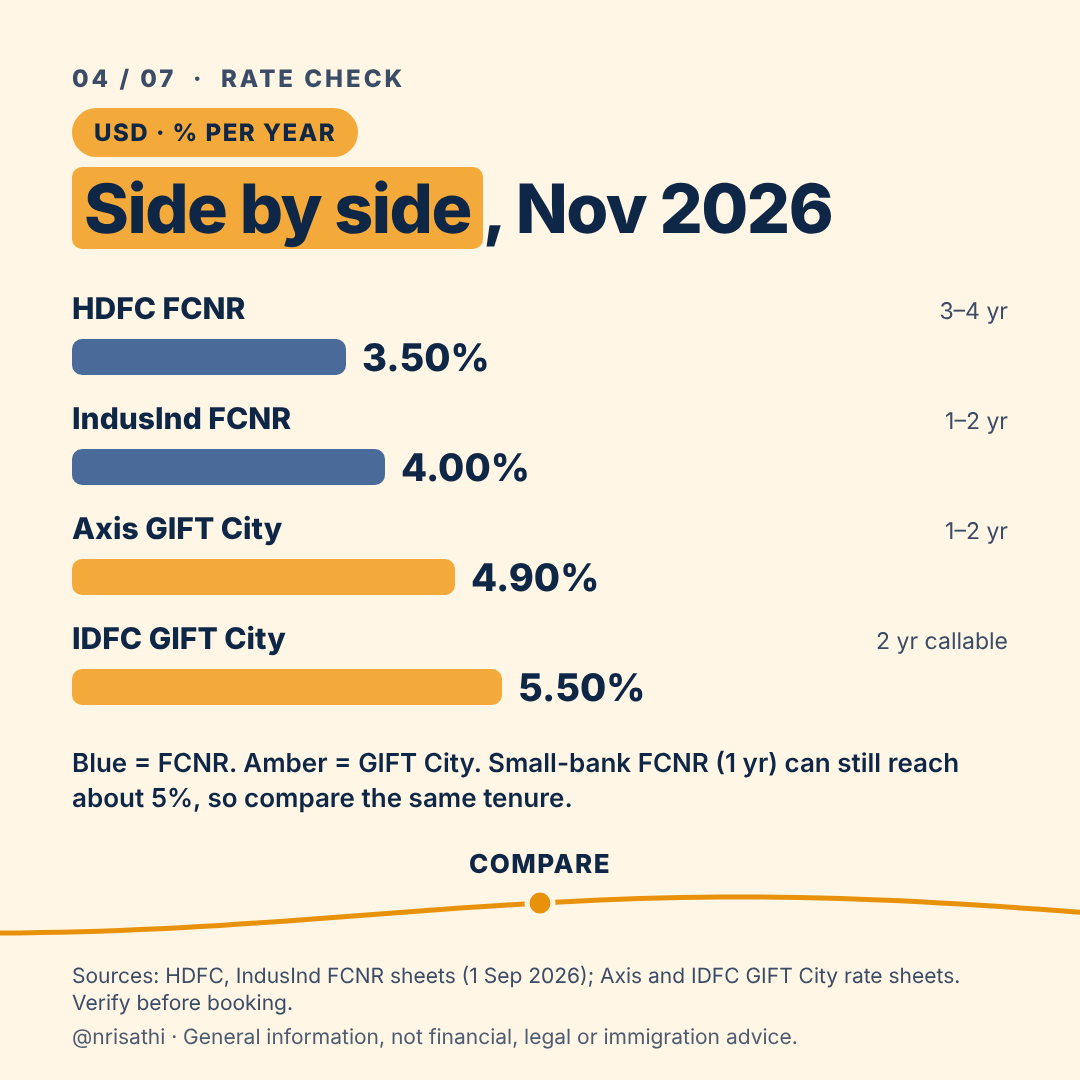 04 / 07 · RATE CHECK
USD · % PER YEAR
Side by side, Nov 2026
HDFC FCNR
3–4 yr
3.50%
IndusInd FCNR
1–2 yr
4.00%
Axis GIFT City
1–2 yr
4.90%
IDFC GIFT City
2 yr callable
5.50%
Blue = FCNR. Amber = GIFT City. Small-bank FCNR (1 yr) can still reach
about 5%, so compare the same tenure.
COMPARE
Sources: HDFC, IndusInd FCNR sheets (1 Sep 2026); Axis and IDFC GIFT City rate sheets.
Verify before booking.
@nrisathi · General information, not financial, legal or immigration advice.